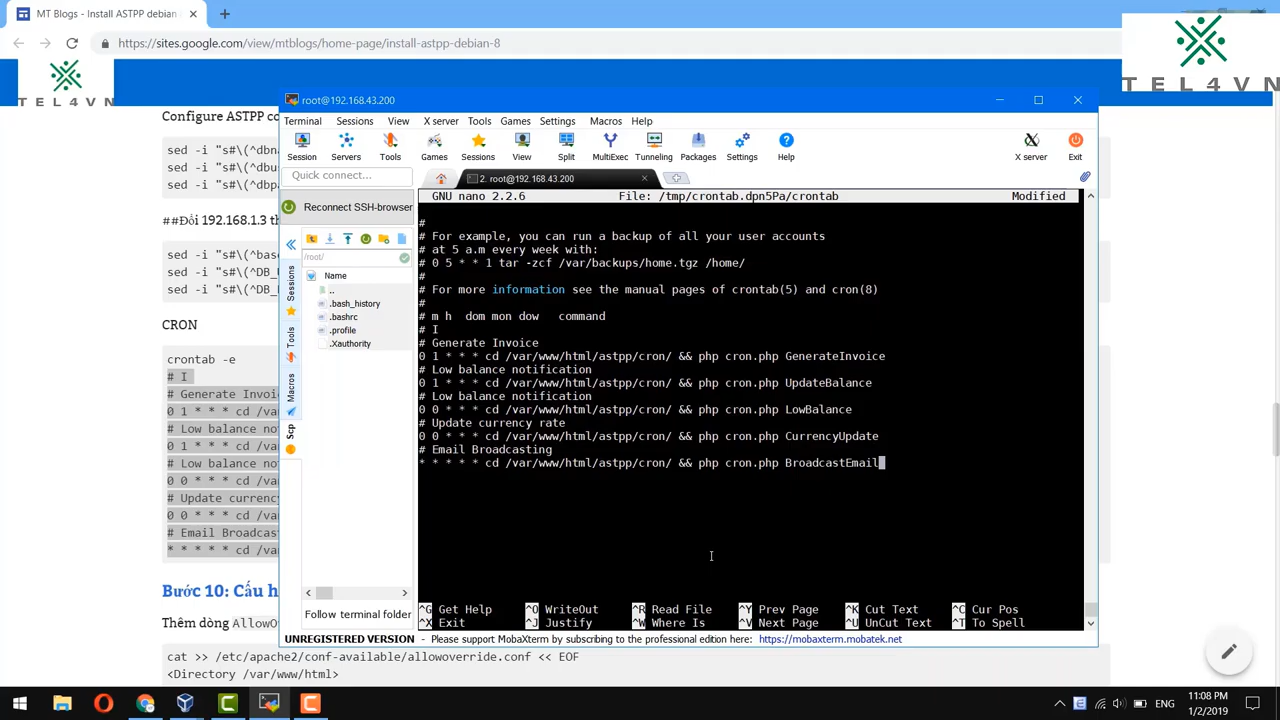 MT Blogs - Install ASTPP debian
https://sites.google.com/view/mtblogs/home-page/install-astpp-debian-8
TEL4VN
TEL4VN
Configure ASTPP co
sed -i "s#\(^dbn
sed -i "s#\(^dbu
sed -i "s#\(^dbp
##Đổi 192.168.1.3 th
sed -i "s#\(^bas
sed -i "s#\(^DB_
sed -i "s#\(^DB_
CRON
crontab -e
# I
# Generate Invoi
0 1 * * * cd /va
# Low balance no
0 1 * * * cd /va
# Low balance no
0 0 * * * cd /va
# Update currenc
0 0 * * * cd /va
# Email Broadcas
* * * * * cd /va
Bước 10: Cấu h
Thêm dòng AllowO
cat >> /etc/apache2/conf-available/allowoverride.conf << EOF
<Directory /var/www/html>
root@192.168.43.200
Terminal Sessions View X server Tools Games Settings Macros Help
Session Servers Tools Games Sessions View Split MultiExec Tunneling Packages Settings Help X server Exit
Quick connect...
2. root@192.168.43.200
Reconnect SSH-browser
/root/
Name
..
.bash_history
.bashrc
.profile
.Xauthority
Sessions
Tools
Macros
Scp
Follow terminal folder
GNU nano 2.2.6 File: /tmp/crontab.dpn5Pa/crontab Modified
#
# For example, you can run a backup of all your user accounts
# at 5 a.m every week with:
# 0 5 * * 1 tar -zcf /var/backups/home.tgz /home/
#
# For more information see the manual pages of crontab(5) and cron(8)
#
# m h  dom mon dow   command
# I
# Generate Invoice
0 1 * * * cd /var/www/html/astpp/cron/ && php cron.php GenerateInvoice
# Low balance notification
0 1 * * * cd /var/www/html/astpp/cron/ && php cron.php UpdateBalance
# Low balance notification
0 0 * * * cd /var/www/html/astpp/cron/ && php cron.php LowBalance
# Update currency rate
0 0 * * * cd /var/www/html/astpp/cron/ && php cron.php CurrencyUpdate
# Email Broadcasting
* * * * * cd /var/www/html/astpp/cron/ && php cron.php BroadcastEmail
^G Get Help ^O WriteOut ^R Read File ^Y Prev Page ^K Cut Text ^C Cur Pos
^X Exit ^J Justify ^W Where Is ^V Next Page ^U UnCut Text ^T To Spell
UNREGISTERED VERSION - Please support MobaXterm by subscribing to the professional edition here: https://mobaxterm.mobatek.net
ENG
11:08 PM
1/2/2019